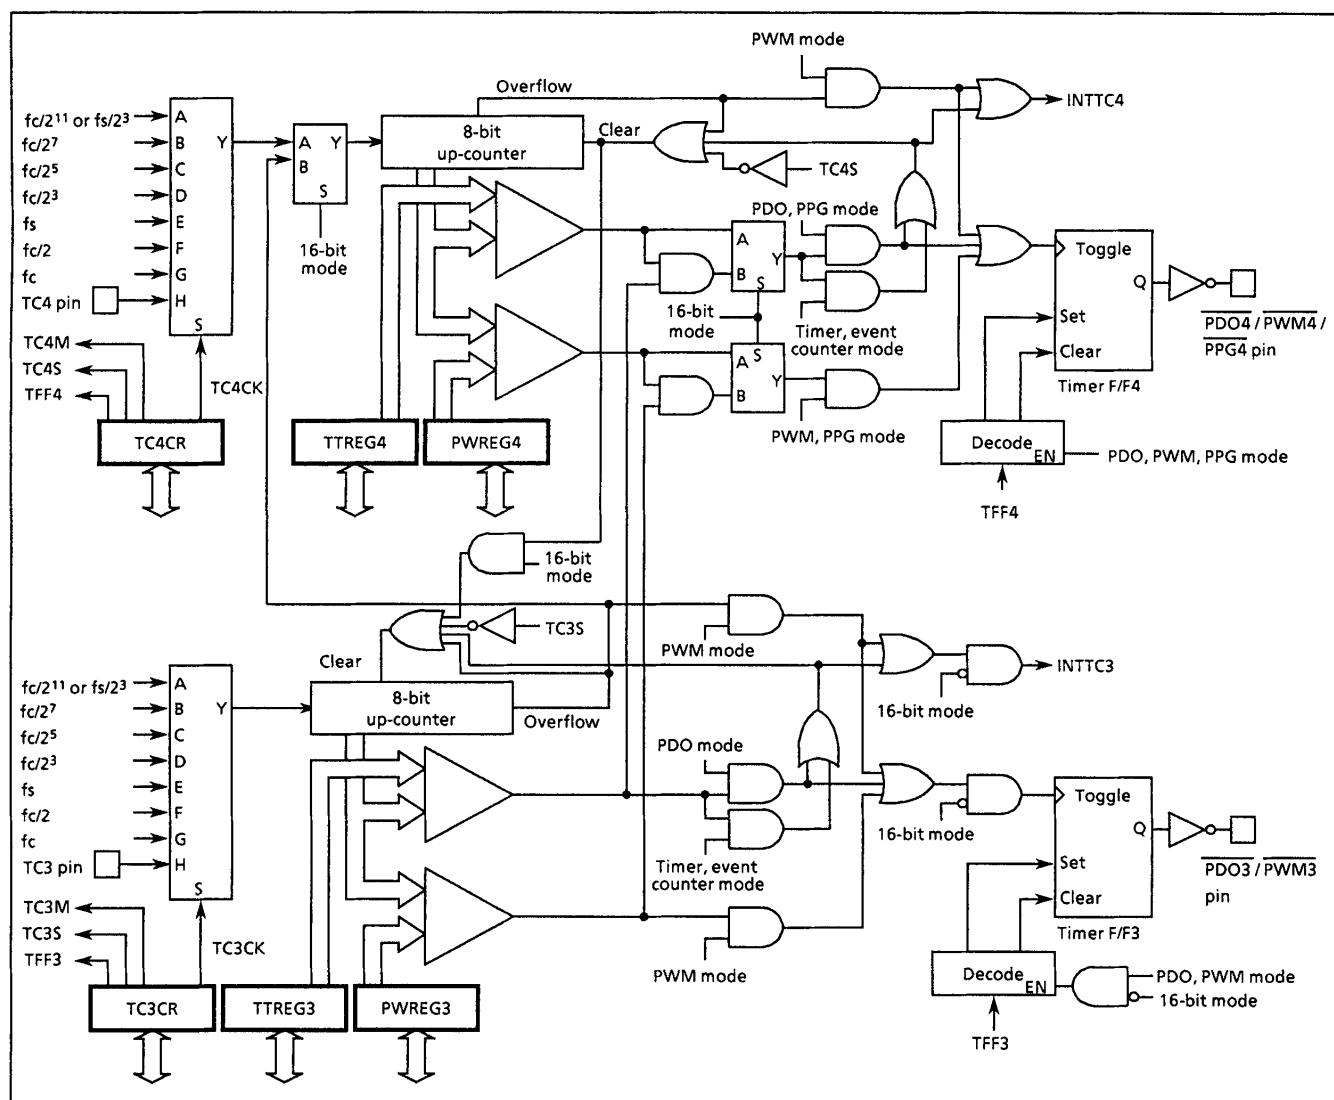 PWM mode
Overflow
INTTC4
fc/2¹¹ or fs/2³
fc/2⁷
fc/2⁵
fc/2³
fs
fc/2
fc
TC4 pin
A
B
C
D
E
F
G
H
Y
S
A
B
Y
S
16-bit
mode
8-bit
up-counter
Clear
TC4S
PDO, PPG mode
A
B
Y
S
16-bit
mode
Timer, event
counter mode
S
A
B
Y
PWM, PPG mode
Toggle
Q
Set
Clear
Timer F/F4
PDO4 / PWM4 /
PPG4 pin
Decode
EN
PDO, PWM, PPG mode
TFF4
TC4M
TC4S
TFF4
TC4CK
TC4CR
TTREG4
PWREG4
16-bit
mode
TC3S
PWM mode
INTTC3
16-bit mode
Clear
fc/2¹¹ or fs/2³
fc/2⁷
fc/2⁵
fc/2³
fs
fc/2
fc
TC3 pin
A
B
C
D
E
F
G
H
Y
S
8-bit
up-counter
Overflow
PDO mode
Timer, event
counter mode
16-bit mode
PWM mode
Toggle
Q
Set
Clear
Timer F/F3
PDO3 / PWM3
pin
Decode
EN
PDO, PWM mode
16-bit mode
TFF3
TC3M
TC3S
TFF3
TC3CK
TC3CR
TTREG3
PWREG3